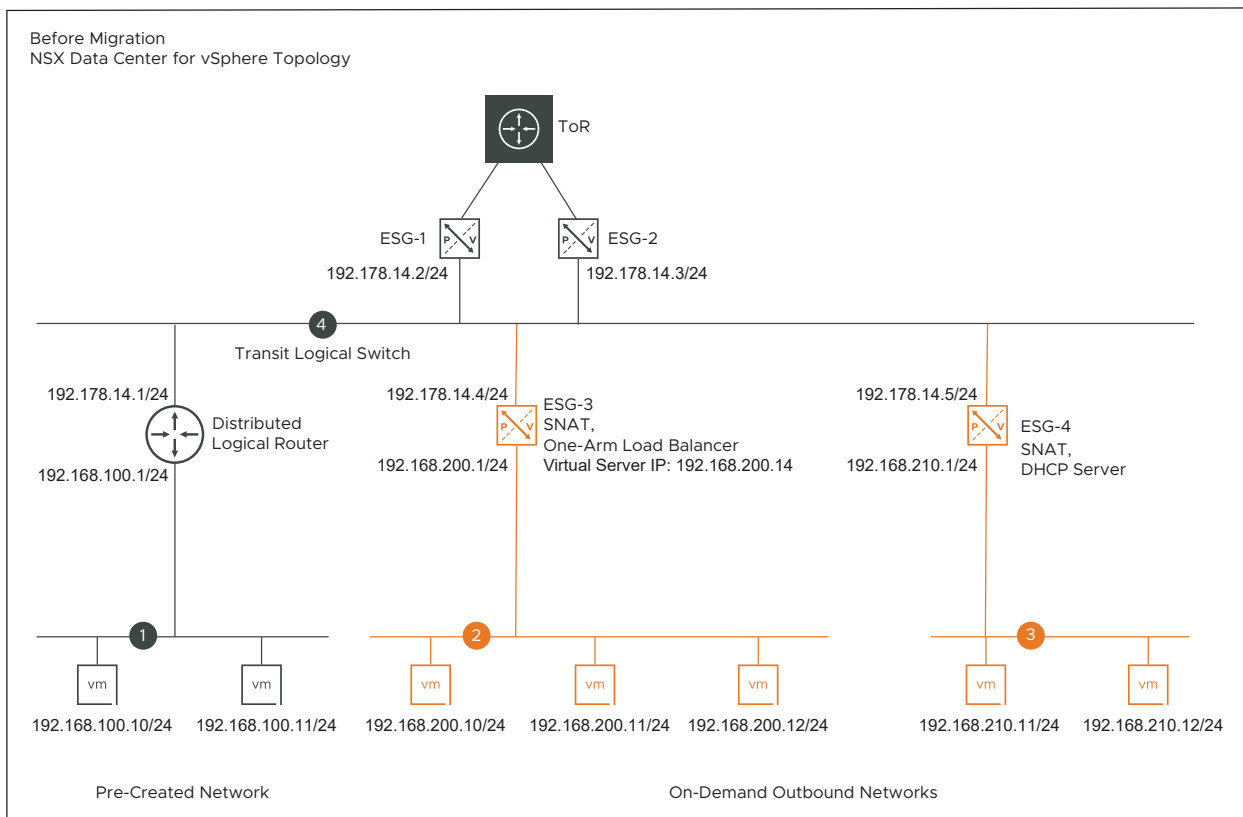 Before Migration
NSX Data Center for vSphere Topology
ToR
ESG-1
P V
192.178.14.2/24
ESG-2
P V
192.178.14.3/24
4
Transit Logical Switch
192.178.14.1/24
Distributed
Logical Router
192.168.100.1/24
192.178.14.4/24
P V
ESG-3
SNAT,
One-Arm Load Balancer
Virtual Server IP: 192.168.200.14
192.168.200.1/24
192.178.14.5/24
P V
ESG-4
SNAT,
DHCP Server
192.168.210.1/24
1
2
3
vm
vm
vm
vm
vm
vm
vm
192.168.100.10/24
192.168.100.11/24
192.168.200.10/24
192.168.200.11/24
192.168.200.12/24
192.168.210.11/24
192.168.210.12/24
Pre-Created Network
On-Demand Outbound Networks